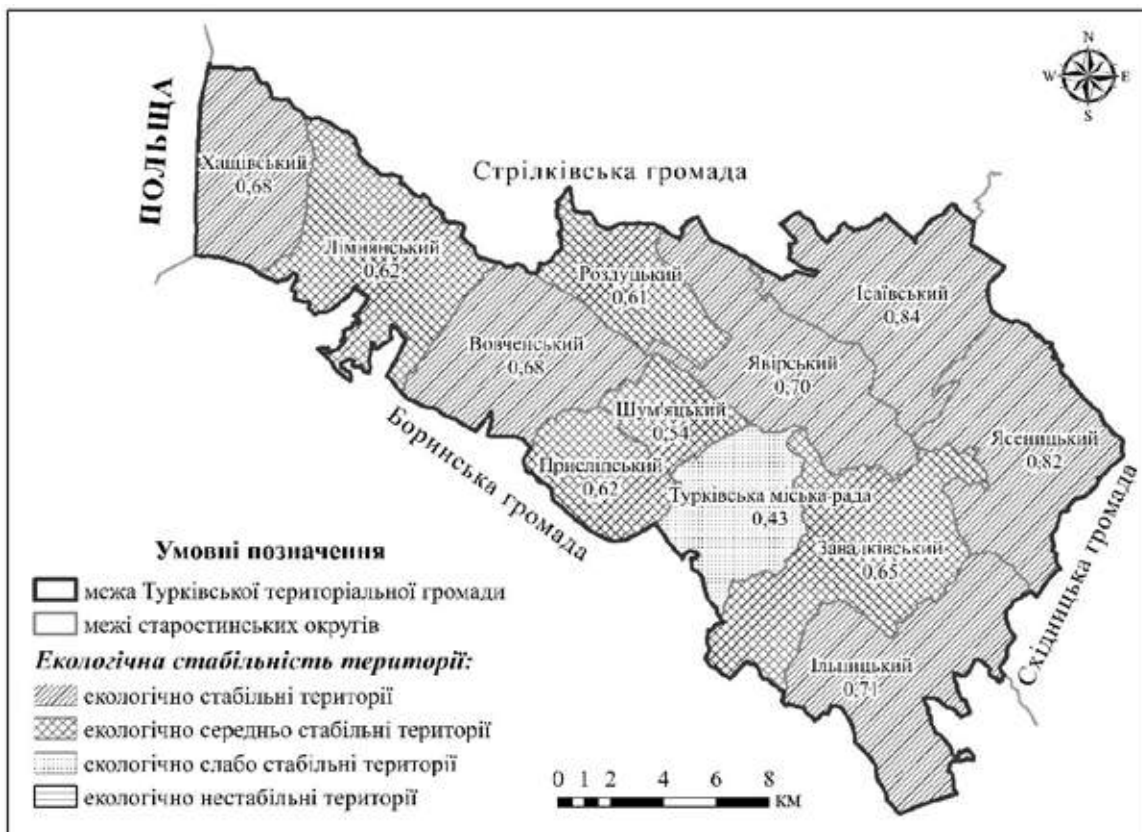 N
W E
S
ПОЛЬЩА
Стрілківська громада
Хащівський
0,68
Лімнянський
0,62
Розлуцький
0,61
Ісаївський
0,84
Вовченський
0,68
Явірський
0,70
Шум'яцький
0,54
Ясеницький
0,82
Присліпський
0,62
Турківська міська рада
0,43
Завадківський
0,65
Ільницький
0,71
Боринська громада
Східницька громада
Умовні позначення
межа Турківської територіальної громади
межі старостинських округів
Екологічна стабільність території:
екологічно стабільні території
екологічно середньо стабільні території
екологічно слабо стабільні території
екологічно нестабільні території
0 1 2 4 6 8
км